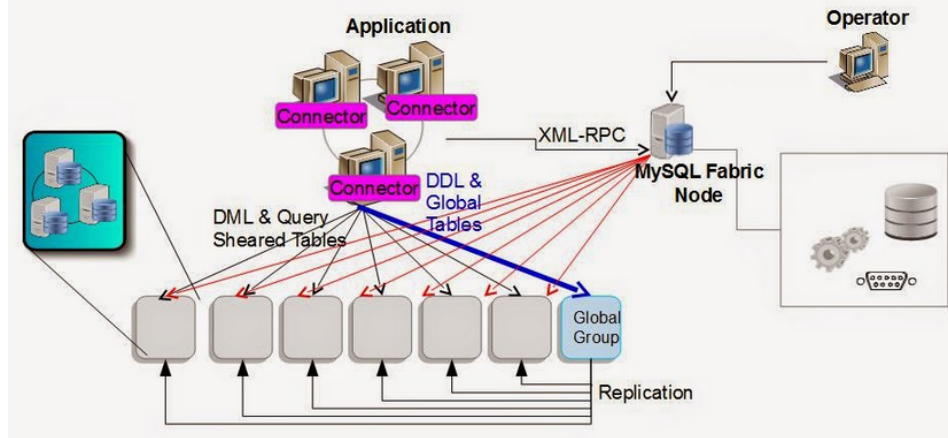 Application
Operator
Connector
Connector
Connector
XML-RPC
MySQL Fabric
Node
DDL &
Global
Tables
DML & Query
Sheared Tables
Global
Group
Replication